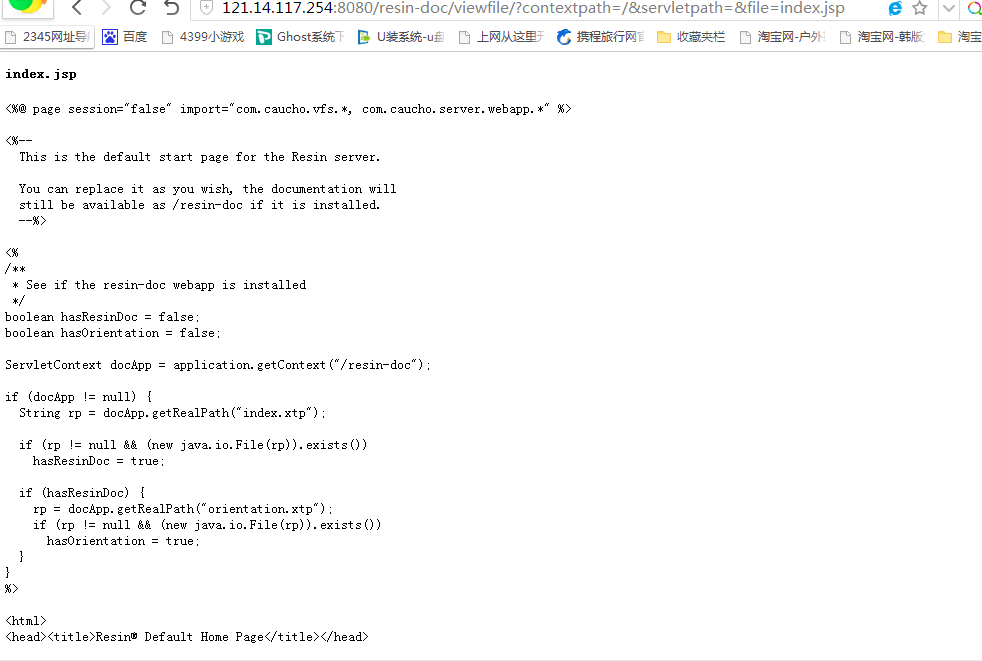 121.14.117.254:8080/resin-doc/viewfile/?contextpath=/&servletpath=&file=index.jsp
2345网址导 百度 4399小游戏 Ghost系统下 U装系统-u盘 上网从这里开 携程旅行网官 收藏夹栏 淘宝网-户外 淘宝网-韩版 淘宝
index.jsp
<%@ page session="false" import="com.caucho.vfs.*, com.caucho.server.webapp.*" %>
<%--
This is the default start page for the Resin server.
You can replace it as you wish, the documentation will
still be available as /resin-doc if it is installed.
--%>
<%
/**
* See if the resin-doc webapp is installed
*/
boolean hasResinDoc = false;
boolean hasOrientation = false;
ServletContext docApp = application.getContext("/resin-doc");
if (docApp != null) {
String rp = docApp.getRealPath("index.xtp");
if (rp != null && (new java.io.File(rp)).exists())
hasResinDoc = true;
if (hasResinDoc) {
rp = docApp.getRealPath("orientation.xtp");
if (rp != null && (new java.io.File(rp)).exists())
hasOrientation = true;
}
}
%>
<html>
<head><title>Resin® Default Home Page</title></head>